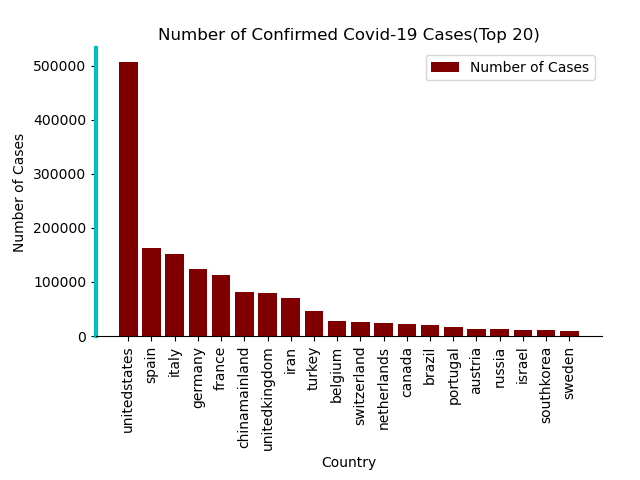 Number of Confirmed Covid-19 Cases(Top 20)
Number of Cases
Number of Cases
500000
400000
300000
200000
100000
0
unitedstates
spain
italy
germany
france
chinamainland
unitedkingdom
iran
turkey
belgium
switzerland
netherlands
canada
brazil
portugal
austria
russia
israel
southkorea
sweden
Country